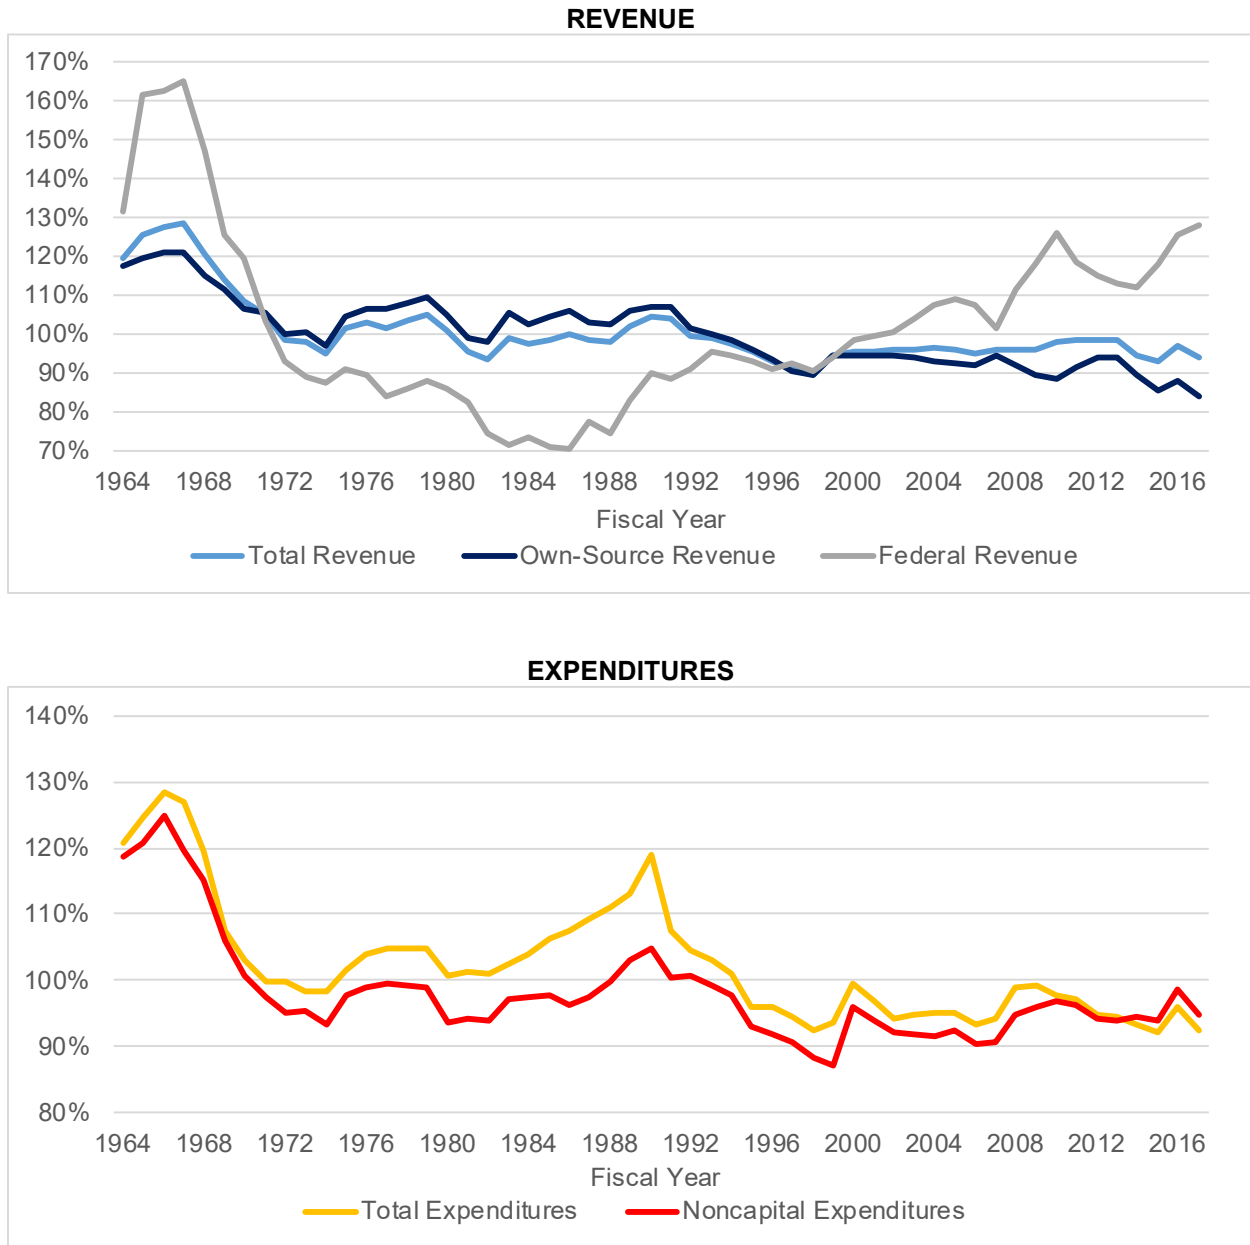 REVENUE
170%
160%
150%
140%
130%
120%
110%
100%
90%
80%
70%
1964 1968 1972 1976 1980 1984 1988 1992 1996 2000 2004 2008 2012 2016
Fiscal Year
Total Revenue Own-Source Revenue Federal Revenue
EXPENDITURES
140%
130%
120%
110%
100%
90%
80%
1964 1968 1972 1976 1980 1984 1988 1992 1996 2000 2004 2008 2012 2016
Fiscal Year
Total Expenditures Noncapital Expenditures